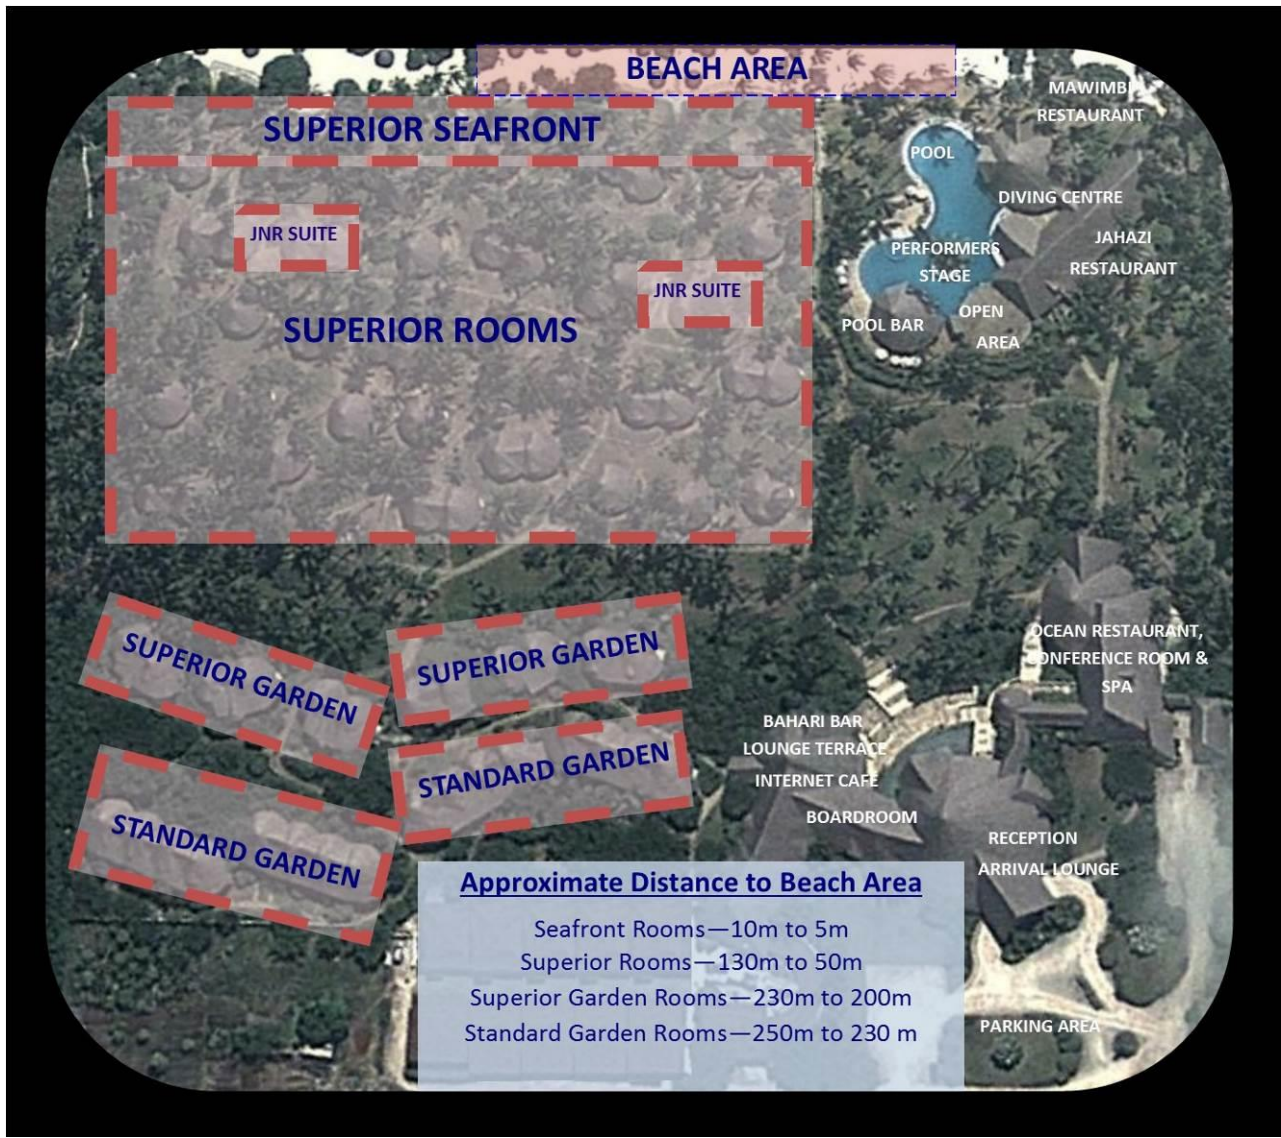 BEACH AREA
MAWIMBI
RESTAURANT
SUPERIOR SEAFRONT
POOL
DIVING CENTRE
JNR SUITE
JAHAZI
RESTAURANT
PERFORMERS
STAGE
JNR SUITE
SUPERIOR ROOMS
OPEN
AREA
POOL BAR
SUPERIOR GARDEN
SUPERIOR GARDEN
OCEAN RESTAURANT,
CONFERENCE ROOM &
SPA
BAHARI BAR
LOUNGE TERRACE
INTERNET CAFE
BOARDROOM
STANDARD GARDEN
STANDARD GARDEN
RECEPTION
ARRIVAL LOUNGE
Approximate Distance to Beach Area
Seafront Rooms—10m to 5m
Superior Rooms—130m to 50m
Superior Garden Rooms—230m to 200m
Standard Garden Rooms—250m to 230 m
PARKING AREA